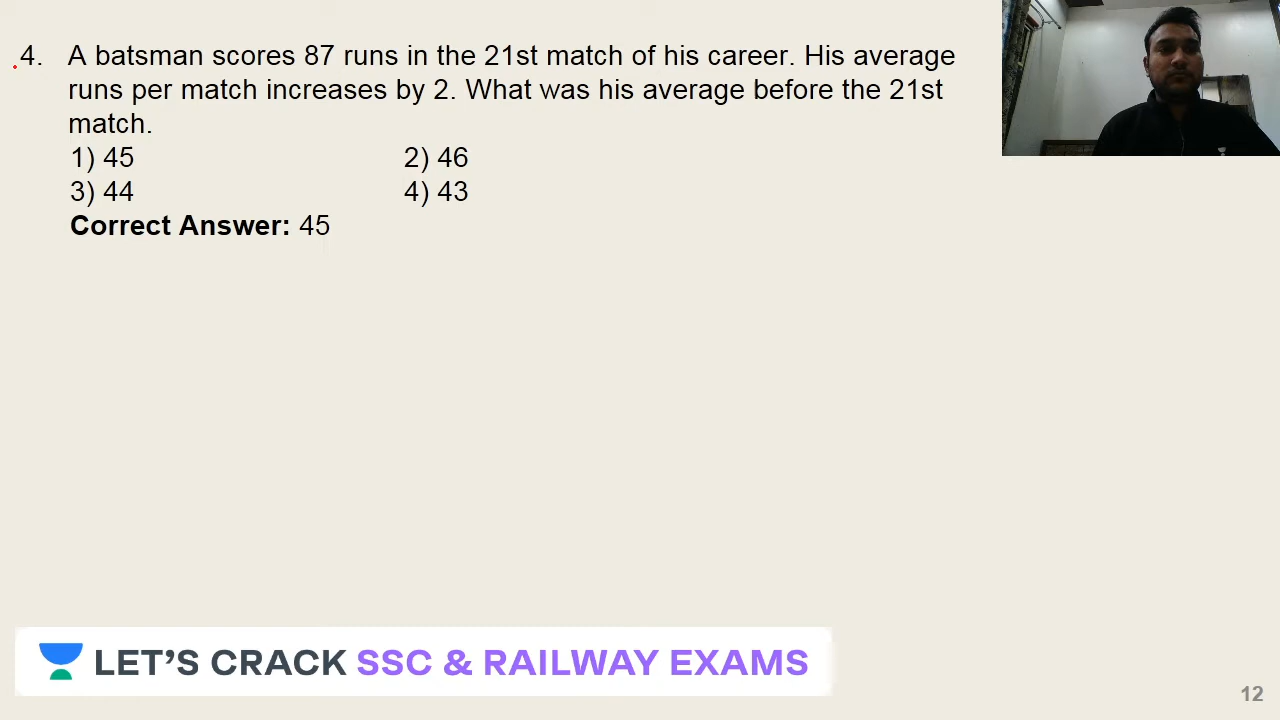 4. A batsman scores 87 runs in the 21st match of his career. His average
runs per match increases by 2. What was his average before the 21st
match.
1) 45 2) 46
3) 44 4) 43
Correct Answer: 45
LET'S CRACK SSC & RAILWAY EXAMS
12